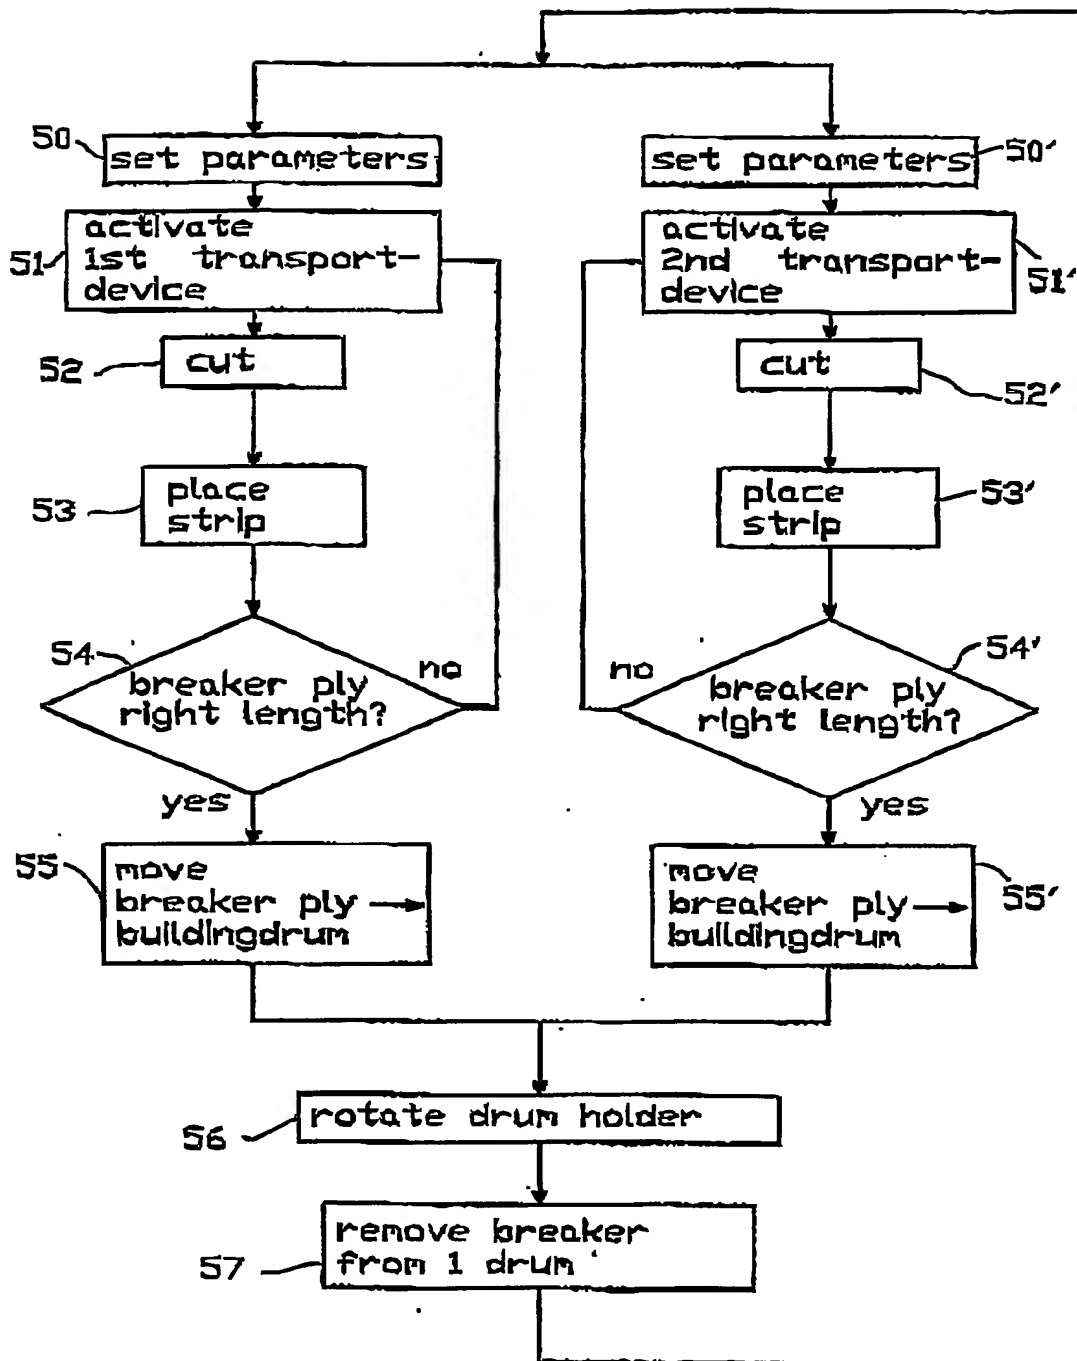 50
set parameters
set parameters
50'
51
activate
1st transport-
device
activate
2nd transport-
device
51'
52
cut
cut
52'
53
place
strip
place
strip
53'
54
breaker ply
right length?
no
no
breaker ply
right length?
54'
yes
yes
55
move
breaker ply
buildingdrum
move
breaker ply
buildingdrum
55'
56
rotate drum holder
57
remove breaker
from 1 drum